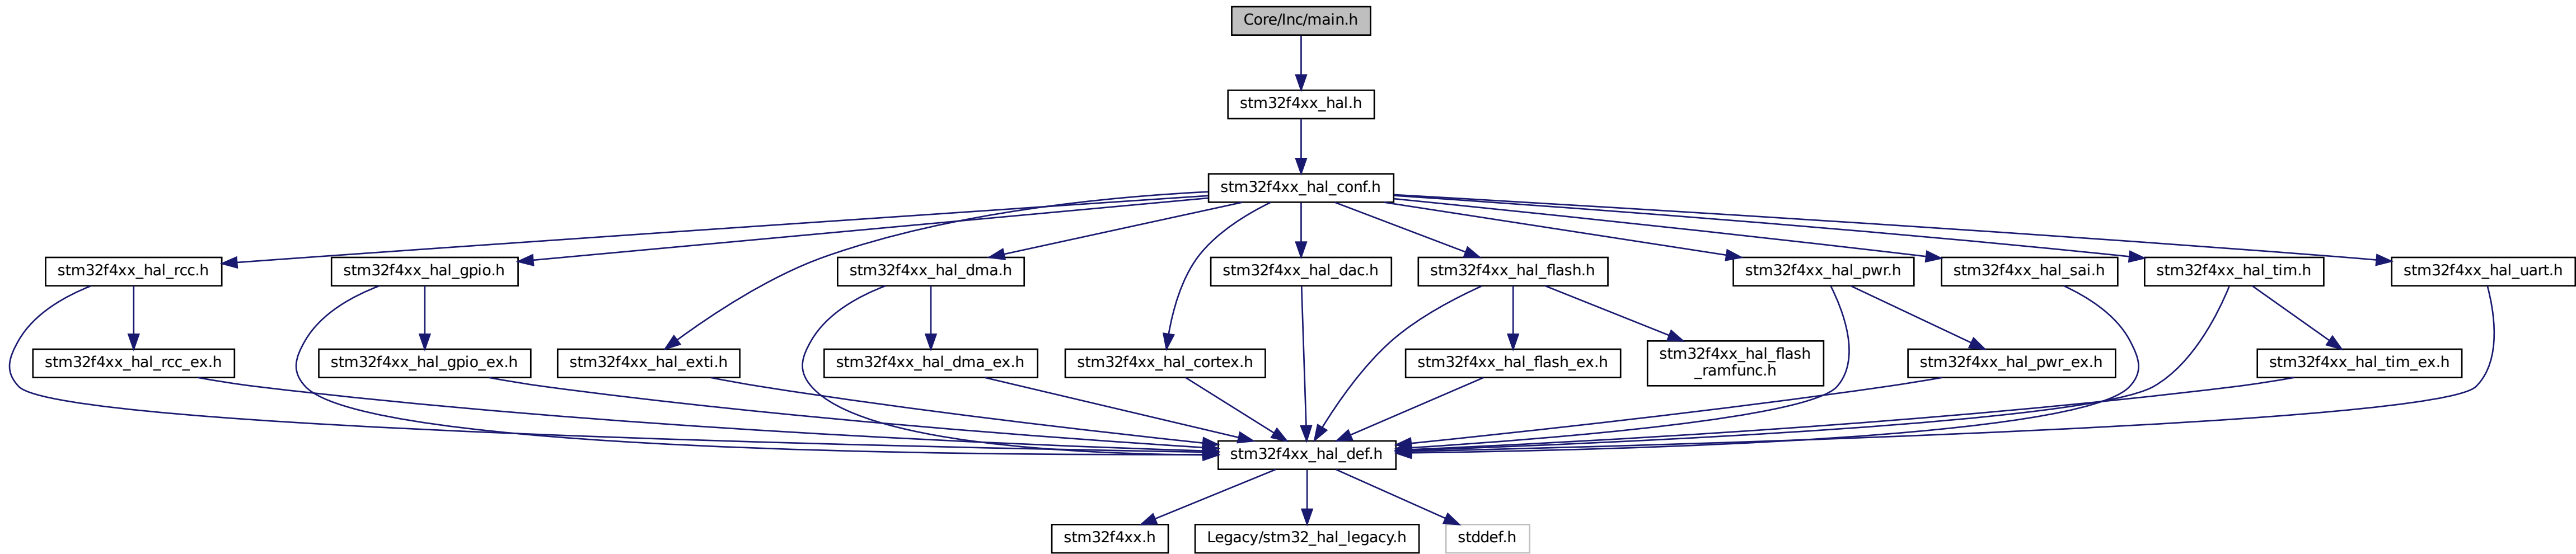 Core/Inc/main.h
stm32f4xx_hal.h
stm32f4xx_hal_conf.h
stm32f4xx_hal_rcc.h
stm32f4xx_hal_gpio.h
stm32f4xx_hal_dma.h
stm32f4xx_hal_dac.h
stm32f4xx_hal_flash.h
stm32f4xx_hal_pwr.h
stm32f4xx_hal_sai.h
stm32f4xx_hal_tim.h
stm32f4xx_hal_uart.h
stm32f4xx_hal_rcc_ex.h
stm32f4xx_hal_gpio_ex.h
stm32f4xx_hal_exti.h
stm32f4xx_hal_dma_ex.h
stm32f4xx_hal_cortex.h
stm32f4xx_hal_flash_ex.h
stm32f4xx_hal_flash
_ramfunc.h
stm32f4xx_hal_pwr_ex.h
stm32f4xx_hal_tim_ex.h
stm32f4xx_hal_def.h
stm32f4xx.h
Legacy/stm32_hal_legacy.h
stddef.h